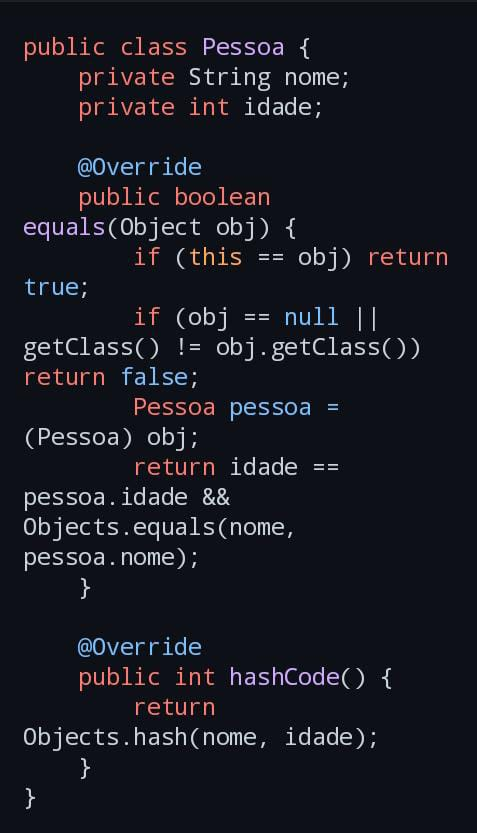 public class Pessoa {
    private String nome;
    private int idade;

    @Override
    public boolean
equals(Object obj) {
        if (this == obj) return
true;
        if (obj == null ||
getClass() != obj.getClass())
return false;
        Pessoa pessoa =
(Pessoa) obj;
        return idade ==
pessoa.idade &&
Objects.equals(nome,
pessoa.nome);
    }

    @Override
    public int hashCode() {
        return
Objects.hash(nome, idade);
    }
}